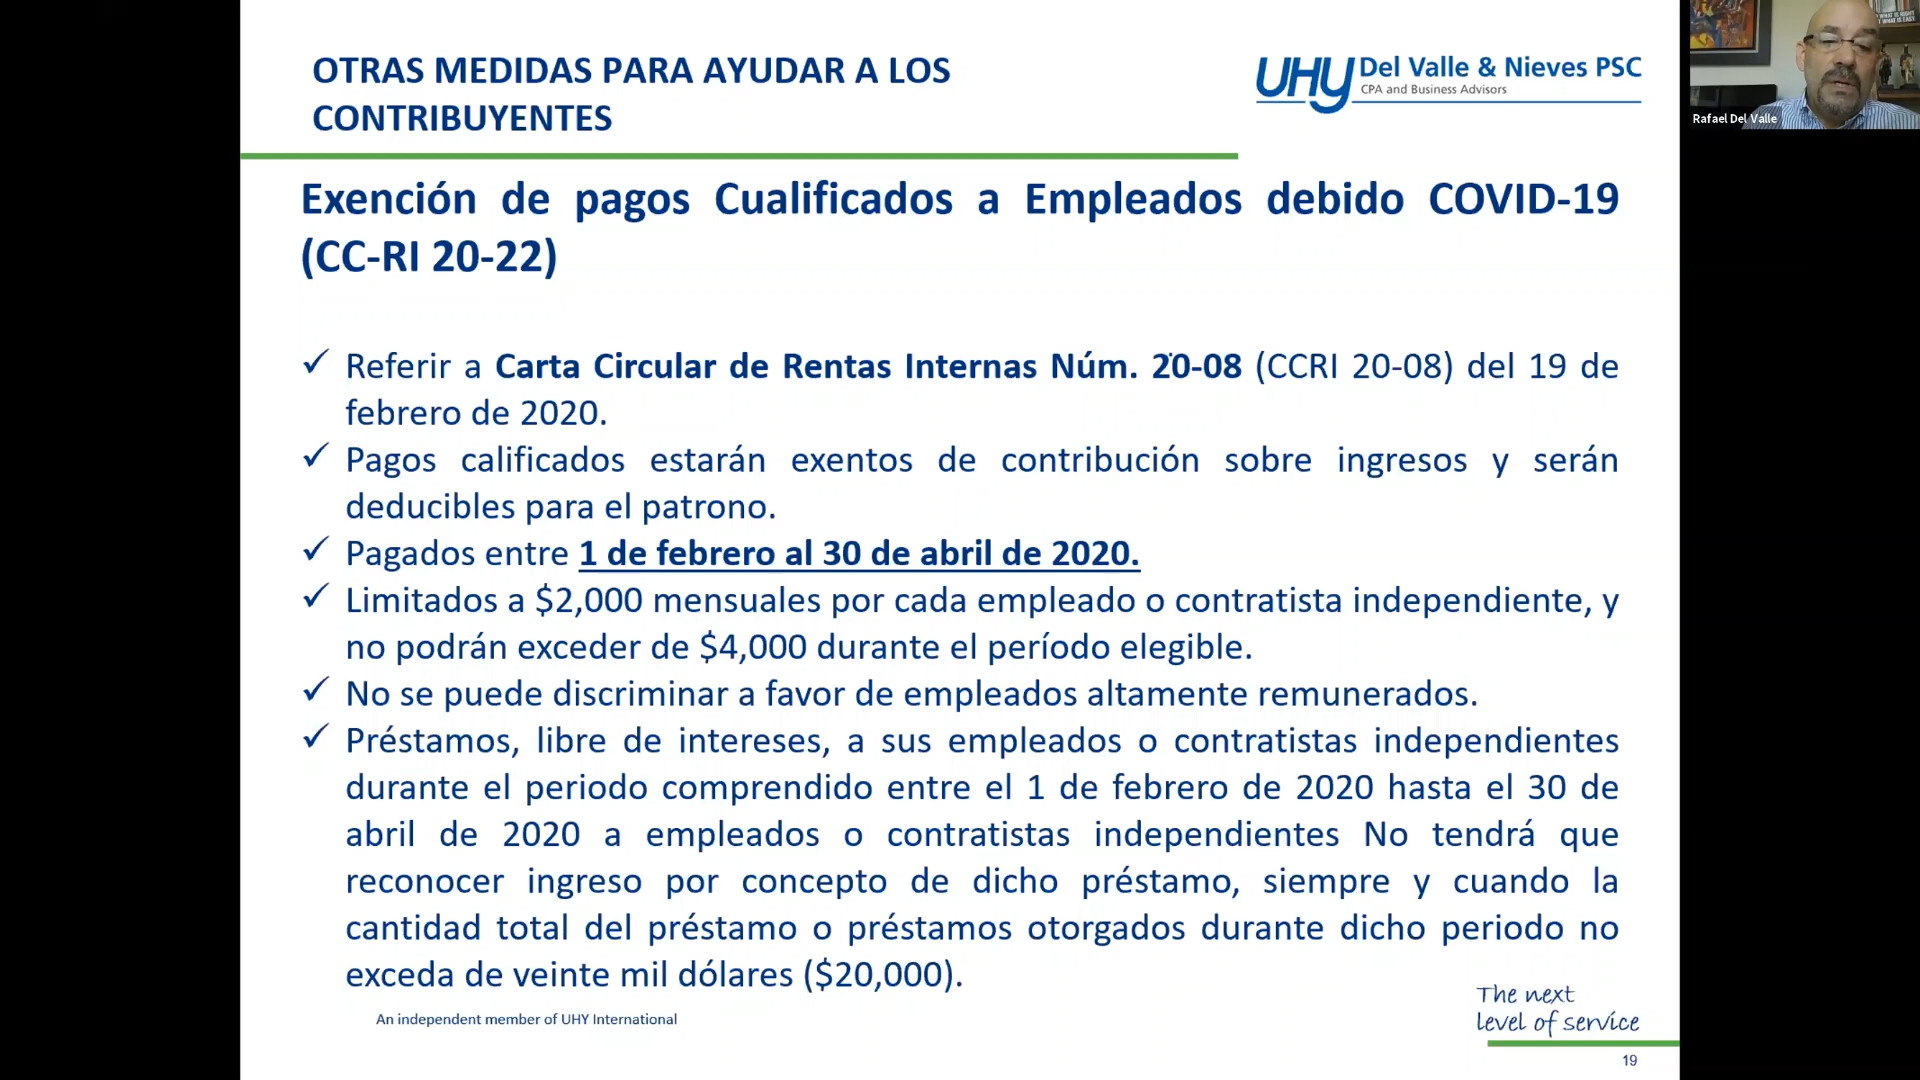 OTRAS MEDIDAS PARA AYUDAR A LOS
CONTRIBUYENTES
UHY Del Valle & Nieves PSC
CPA and Business Advisors
WHAT IS RIGHT
WHAT IS EASY.
Rafael Del Valle
Exención de pagos Cualificados a Empleados debido COVID-19
(CC-RI 20-22)
✓ Referir a Carta Circular de Rentas Internas Núm. 20-08 (CCRI 20-08) del 19 de
febrero de 2020.
✓ Pagos calificados estarán exentos de contribución sobre ingresos y serán
deducibles para el patrono.
✓ Pagados entre 1 de febrero al 30 de abril de 2020.
✓ Limitados a $2,000 mensuales por cada empleado o contratista independiente, y
no podrán exceder de $4,000 durante el período elegible.
✓ No se puede discriminar a favor de empleados altamente remunerados.
✓ Préstamos, libre de intereses, a sus empleados o contratistas independientes
durante el periodo comprendido entre el 1 de febrero de 2020 hasta el 30 de
abril de 2020 a empleados o contratistas independientes No tendrá que
reconocer ingreso por concepto de dicho préstamo, siempre y cuando la
cantidad total del préstamo o préstamos otorgados durante dicho periodo no
exceda de veinte mil dólares ($20,000).
The next
level of service
An independent member of UHY International
19